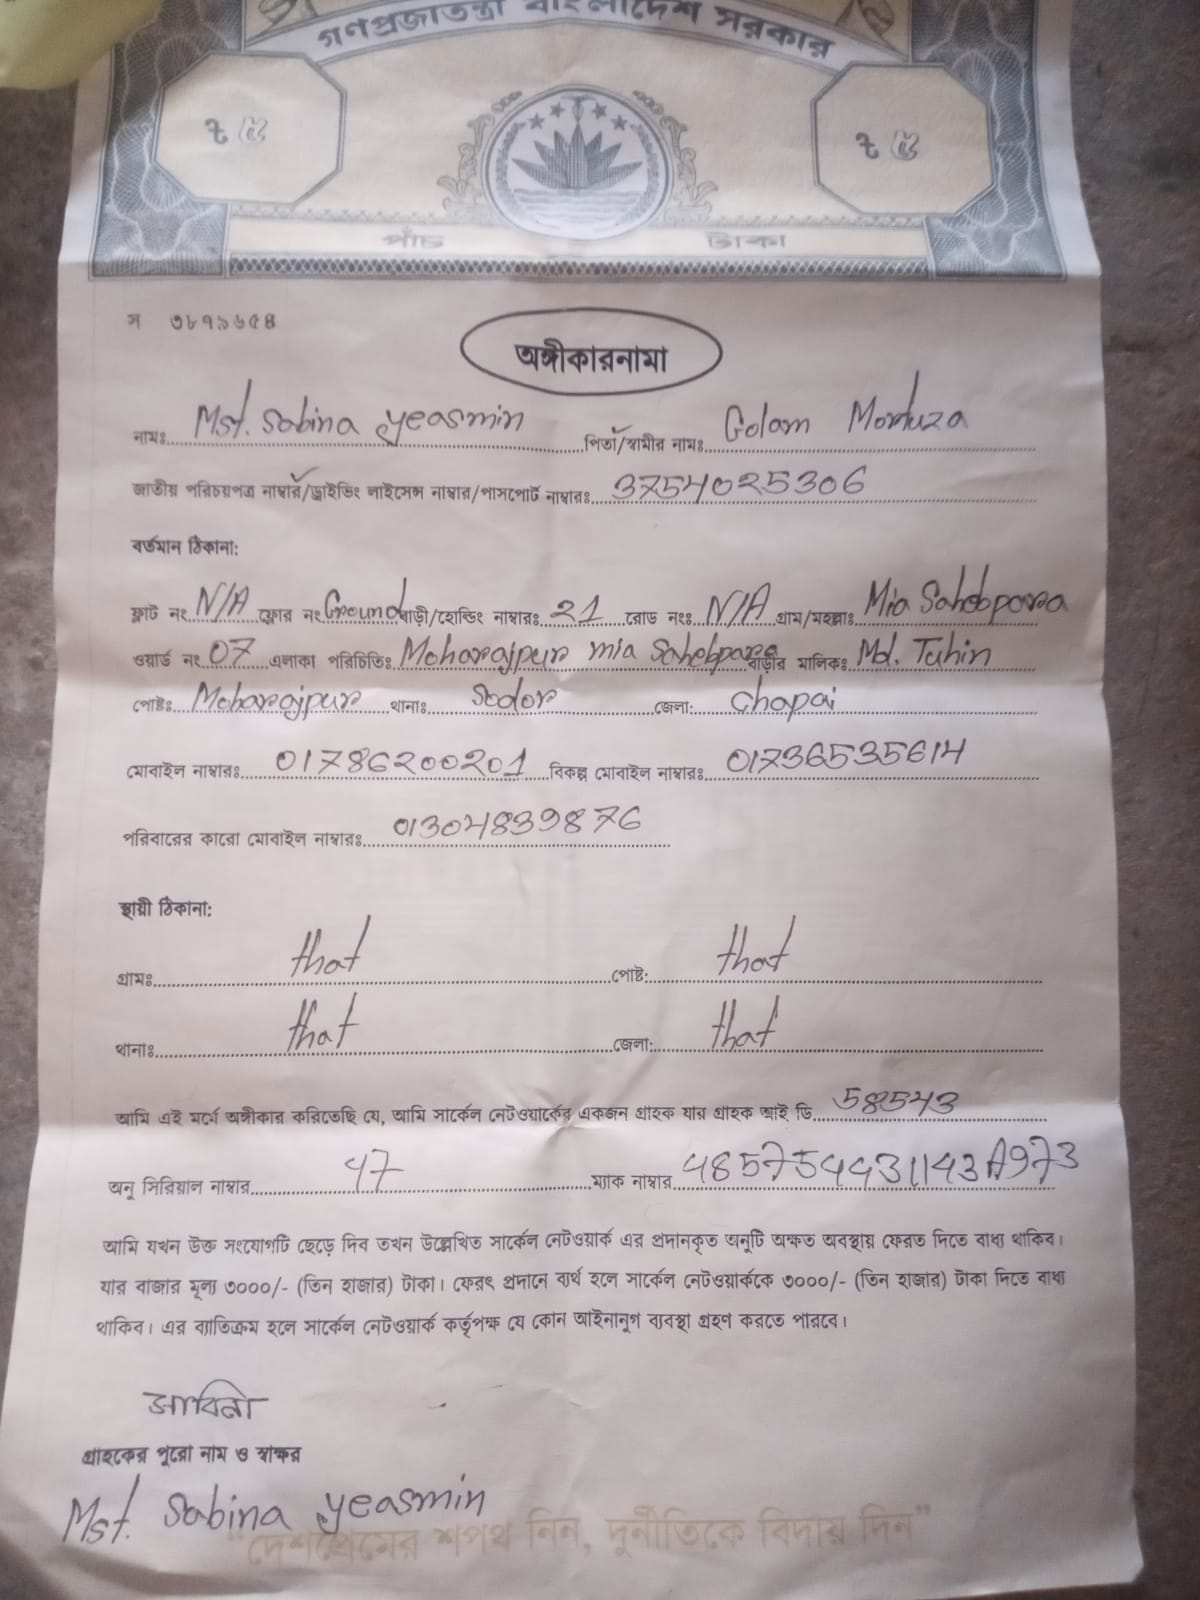 গণপ্রজাতন্ত্রী বাংলাদেশ সরকার
৳ ৫ ৳ ৫
পাঁচ টাকা
স ৩৮৭১৬৫৪
অঙ্গীকারনামা
নামঃ Mst. Sabina yeasmin পিতা/স্বামীর নামঃ Golam Mortuza
জাতীয় পরিচয়পত্র নাম্বার/ড্রাইভিং লাইসেন্স নাম্বার/পাসপোর্ট নাম্বারঃ 3754025306
বর্তমান ঠিকানা:
ফ্লাট নং N/A ফ্লোর নং Ground বাড়ী/হোল্ডিং নাম্বারঃ 21 রোড নংঃ N/A গ্রাম/মহল্লাঃ Mia Sahebpara
ওয়ার্ড নং 07 এলাকা পরিচিতিঃ Moharajpur mia Sahebpara বাড়ীর মালিকঃ Md. Tuhin
পোষ্টঃ Moharajpur থানাঃ Sodor জেলা: Chapai
মোবাইল নাম্বারঃ 01786200201 বিকল্প মোবাইল নাম্বারঃ 01736535614
পরিবারের কারো মোবাইল নাম্বারঃ 01304839876
স্থায়ী ঠিকানা:
গ্রামঃ that পোষ্ট: that
থানাঃ that জেলা: that
আমি এই মর্মে অঙ্গীকার করিতেছি যে, আমি সার্কেল নেটওয়ার্কের একজন গ্রাহক যার গ্রাহক আই ডি 58543
অনু সিরিয়াল নাম্বার 47 ম্যাক নাম্বার 4857544431143A973
আমি যখন উক্ত সংযোগটি ছেড়ে দিব তখন উল্লেখিত সার্কেল নেটওয়ার্ক এর প্রদানকৃত অনুটি অক্ষত অবস্থায় ফেরত দিতে বাধ্য থাকিব।
যার বাজার মূল্য ৩০০০/- (তিন হাজার) টাকা। ফেরৎ প্রদানে ব্যর্থ হলে সার্কেল নেটওয়ার্ককে ৩০০০/- (তিন হাজার) টাকা দিতে বাধ্য
থাকিব। এর ব্যাতিক্রম হলে সার্কেল নেটওয়ার্ক কর্তৃপক্ষ যে কোন আইনানুগ ব্যবস্থা গ্রহণ করতে পারবে।
সাবিনা
গ্রাহকের পুরো নাম ও স্বাক্ষর
Mst. Sabina yeasmin
"দেশপ্রেমের শপথ নিন, দুর্নীতিকে বিদায় দিন"